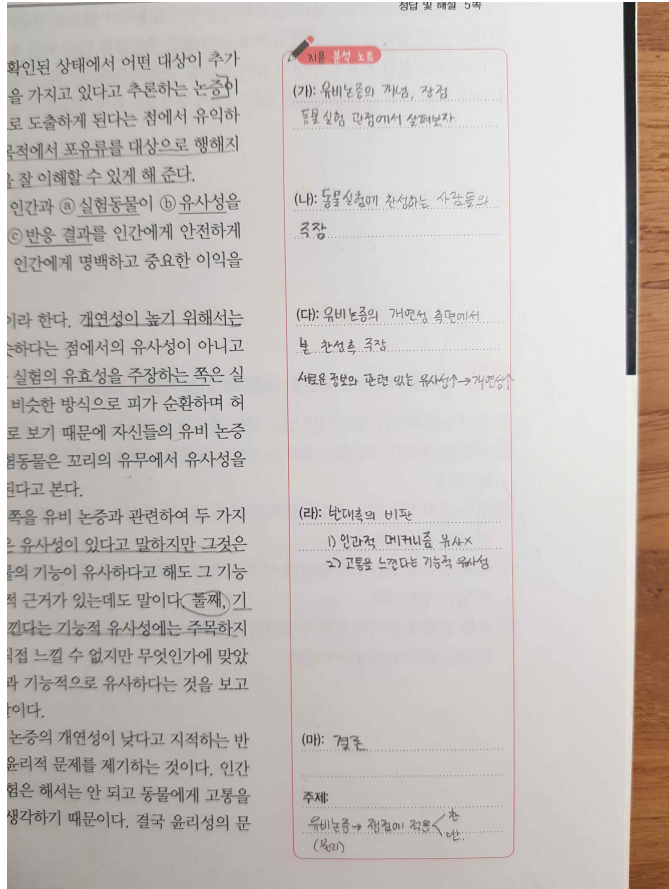 정답 및 해설 5쪽
확인된 상태에서 어떤 대상이 추가
을 가지고 있다고 추론하는 논증이
로 도출하게 된다는 점에서 유익하
목적에서 포유류를 대상으로 행해지
을 잘 이해할 수 있게 해 준다.
인간과 ⓐ실험동물이 ⓑ유사성을
ⓒ반응 결과를 인간에게 안전하게
인간에게 명백하고 중요한 이익을
이라 한다. 개연성이 높기 위해서는
슷하다는 점에서의 유사성이 아니고
실험의 유효성을 주장하는 쪽은 실
비슷한 방식으로 피가 순환하며 허
로 보기 때문에 자신들의 유비 논증
험동물은 꼬리의 유무에서 유사성을
된다고 본다.
쪽을 유비 논증과 관련하여 두 가지
은 유사성이 있다고 말하지만 그것은
물의 기능이 유사하다고 해도 그 기능
적 근거가 있는데도 말이다. 둘째, 기
낀다는 기능적 유사성에는 주목하지
직접 느낄 수 없지만 무엇인가에 맞았
과 기능적으로 유사하다는 것을 보고
이다.
논증의 개연성이 낮다고 지적하는 반
윤리적 문제를 제기하는 것이다. 인간
험은 해서는 안 되고 동물에게 고통을
생각하기 때문이다. 결국 윤리성의 문
지문 분석 노트
(가): 유비논증의 개념, 장점
동물실험 관점에서 살펴보자
(나): 동물실험에 찬성하는 사람들의
주장
(다): 유비논증의 개연성 측면에서
본 찬성측 주장
새로운 정보와 관련 있는 유사성↑→개연성↑
(라): 반대측의 비판
1) 인과적 메커니즘 유사×
2) 고통을 느낀다는 기능적 유사성
(마): 결론
주제:
유비논증→쟁점에 적용< 찬
반.
(원리)